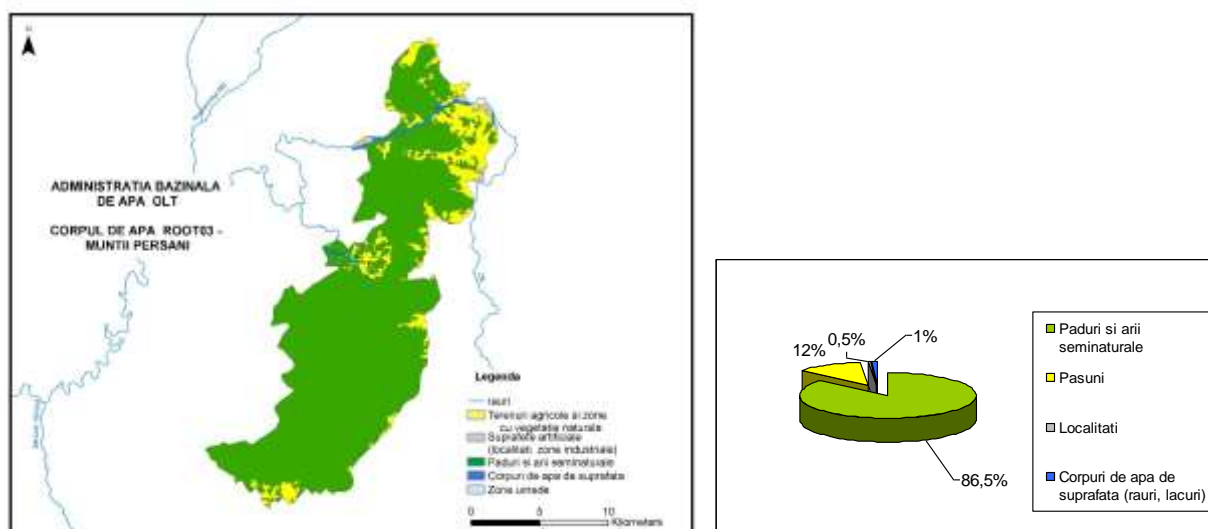 ADMINISTRATIA BAZINALA
DE APA OLT
CORPUL DE APA ROOT03 -
MUNTII PERSANI
Legenda
rauri
Terenuri agricole si zone
cu vegetatie naturala
Suprafete artificiale
(localitati zone industriale)
Paduri si arii seminaturale
Corpuri de apa de suprafata
Zone umede
0 5 10
Kilometers
12%
0,5%
1%
86,5%
Paduri si arii
seminaturale
Pasuni
Localitati
Corpuri de apa de
suprafata (rauri, lacuri)